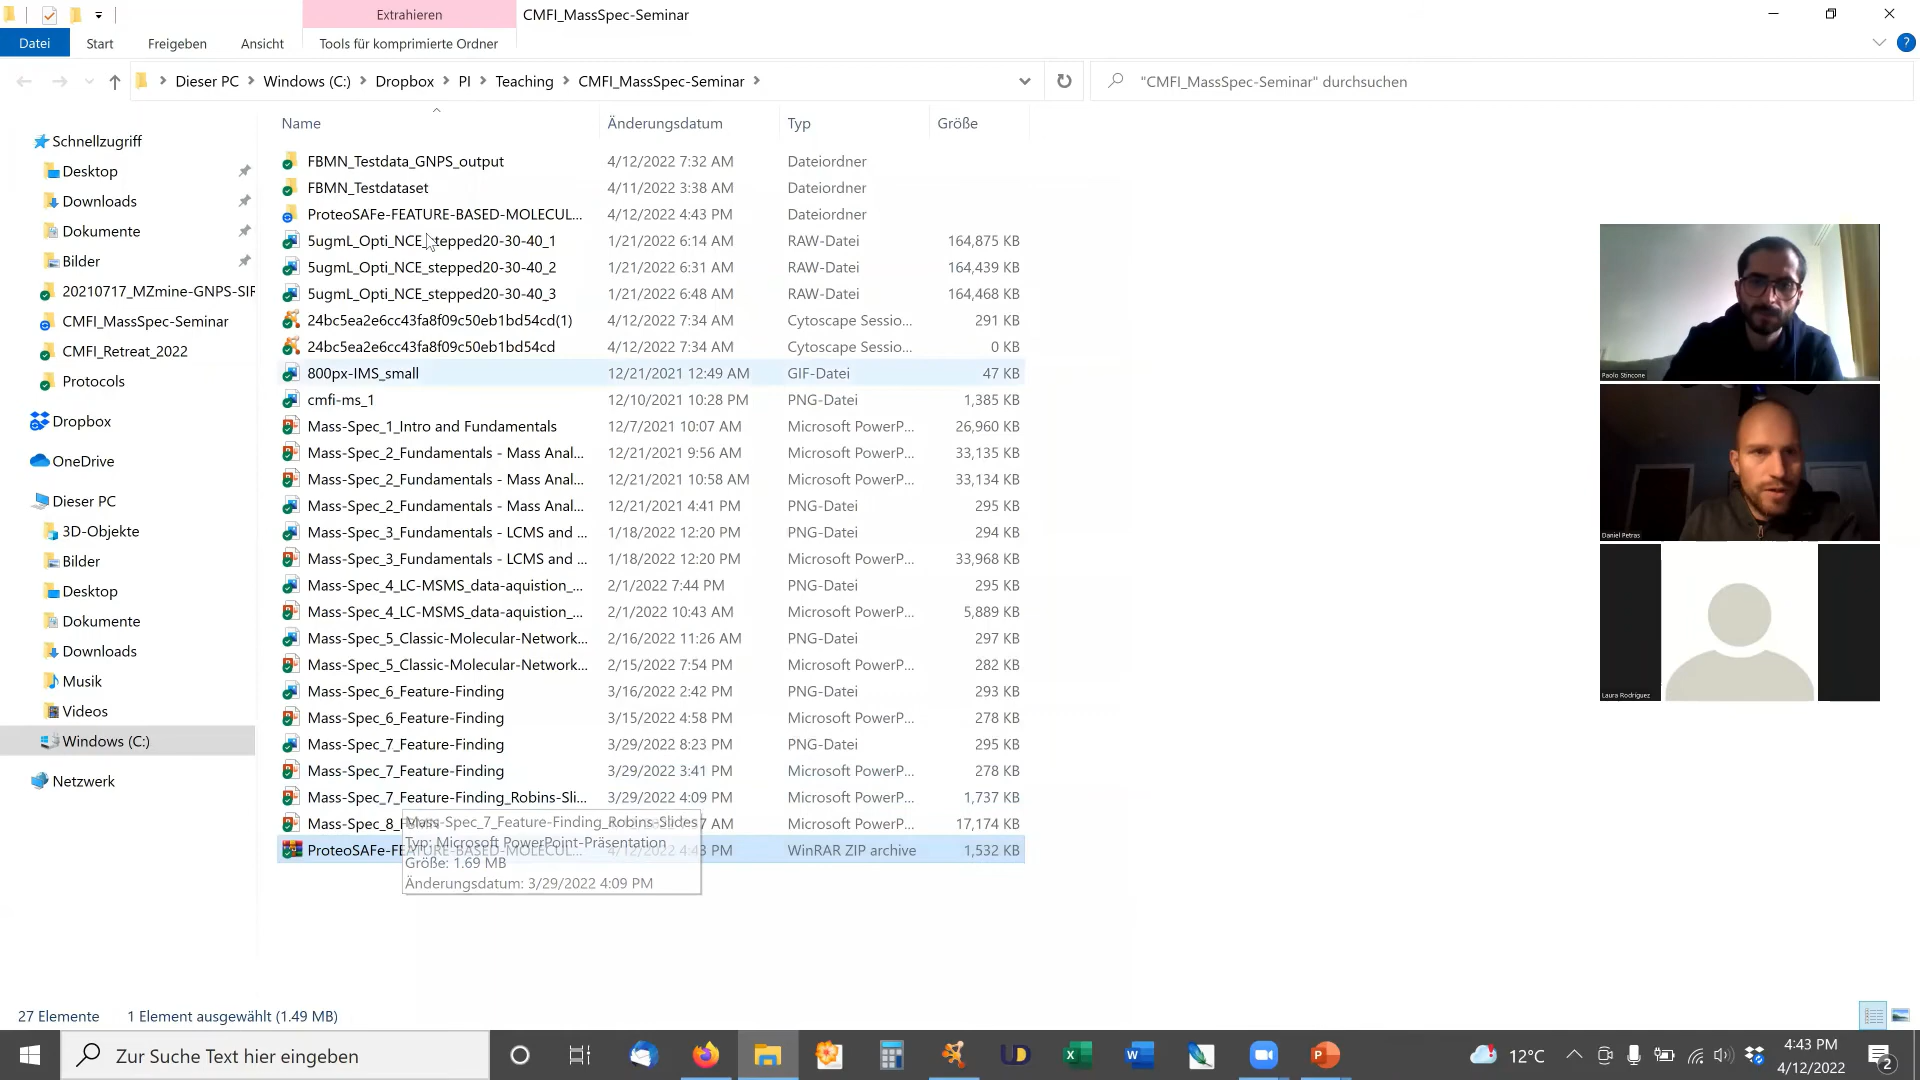 Extrahieren
CMFI_MassSpec-Seminar
Datei
Start
Freigeben
Ansicht
Tools für komprimierte Ordner
Dieser PC
Windows (C:)
Dropbox
PI
Teaching
CMFI_MassSpec-Seminar
"CMFI_MassSpec-Seminar" durchsuchen
Name
Änderungsdatum
Typ
Größe
Schnellzugriff
Desktop
Downloads
Dokumente
Bilder
20210717_MZmine-GNPS-SIF
CMFI_MassSpec-Seminar
CMFI_Retreat_2022
Protocols
Dropbox
OneDrive
Dieser PC
3D-Objekte
Bilder
Desktop
Dokumente
Downloads
Musik
Videos
Windows (C:)
Netzwerk
FBMN_Testdata_GNPS_output 4/12/2022 7:32 AM Dateiordner
FBMN_Testdataset 4/11/2022 3:38 AM Dateiordner
ProteoSAFe-FEATURE-BASED-MOLECUL... 4/12/2022 4:43 PM Dateiordner
5ugmL_Opti_NCE_stepped20-30-40_1 1/21/2022 6:14 AM RAW-Datei 164,875 KB
5ugmL_Opti_NCE_stepped20-30-40_2 1/21/2022 6:31 AM RAW-Datei 164,439 KB
5ugmL_Opti_NCE_stepped20-30-40_3 1/21/2022 6:48 AM RAW-Datei 164,468 KB
24bc5ea2e6cc43fa8f09c50eb1bd54cd(1) 4/12/2022 7:34 AM Cytoscape Sessio... 291 KB
24bc5ea2e6cc43fa8f09c50eb1bd54cd 4/12/2022 7:34 AM Cytoscape Sessio... 0 KB
800px-IMS_small 12/21/2021 12:49 AM GIF-Datei 47 KB
cmfi-ms_1 12/10/2021 10:28 PM PNG-Datei 1,385 KB
Mass-Spec_1_Intro and Fundamentals 12/7/2021 10:07 AM Microsoft PowerP... 26,960 KB
Mass-Spec_2_Fundamentals - Mass Anal... 12/21/2021 9:56 AM Microsoft PowerP... 33,135 KB
Mass-Spec_2_Fundamentals - Mass Anal... 12/21/2021 10:58 AM Microsoft PowerP... 33,134 KB
Mass-Spec_2_Fundamentals - Mass Anal... 12/21/2021 4:41 PM PNG-Datei 295 KB
Mass-Spec_3_Fundamentals - LCMS and ... 1/18/2022 12:20 PM PNG-Datei 294 KB
Mass-Spec_3_Fundamentals - LCMS and ... 1/18/2022 12:20 PM Microsoft PowerP... 33,968 KB
Mass-Spec_4_LC-MSMS_data-aquistion_... 2/1/2022 7:44 PM PNG-Datei 295 KB
Mass-Spec_4_LC-MSMS_data-aquistion_... 2/1/2022 10:43 AM Microsoft PowerP... 5,889 KB
Mass-Spec_5_Classic-Molecular-Network... 2/16/2022 11:26 AM PNG-Datei 297 KB
Mass-Spec_5_Classic-Molecular-Network... 2/15/2022 7:54 PM Microsoft PowerP... 282 KB
Mass-Spec_6_Feature-Finding 3/16/2022 2:42 PM PNG-Datei 293 KB
Mass-Spec_6_Feature-Finding 3/15/2022 4:58 PM Microsoft PowerP... 278 KB
Mass-Spec_7_Feature-Finding 3/29/2022 8:23 PM PNG-Datei 295 KB
Mass-Spec_7_Feature-Finding 3/29/2022 3:41 PM Microsoft PowerP... 278 KB
Mass-Spec_7_Feature-Finding_Robins-Sli... 3/29/2022 4:09 PM Microsoft PowerP... 1,737 KB
Mass-Spec_8_ Microsoft PowerP... 17,174 KB
ProteoSAFe-FEATURE-BASED-MOLECUL... 4/12/2022 4:43 PM WinRAR ZIP archive 1,532 KB
Mass-Spec_7_Feature-Finding_Robins-Slides
Typ: Microsoft PowerPoint-Präsentation
Größe: 1.69 MB
Änderungsdatum: 3/29/2022 4:09 PM
Paolo Stincone
Daniel Petras
Laura Rodriguez
27 Elemente
1 Element ausgewählt (1.49 MB)
Zur Suche Text hier eingeben
12°C
4:43 PM
4/12/2022
2